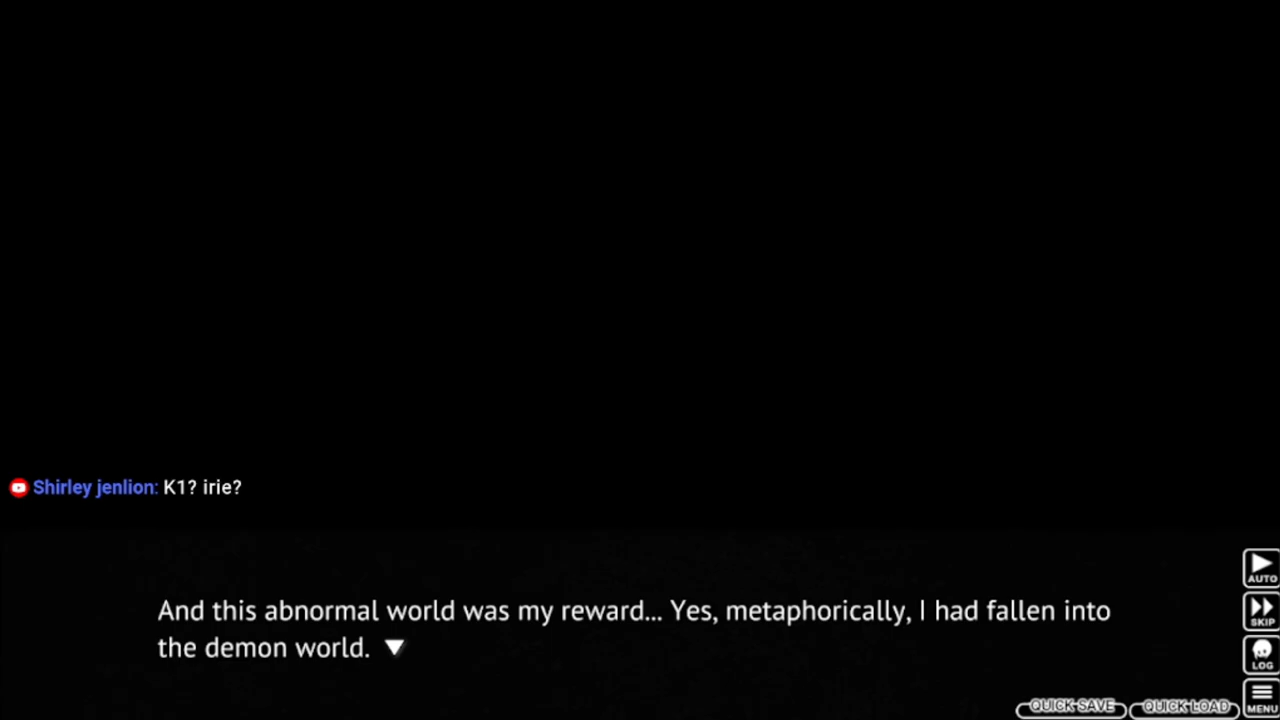 Shirley jenlion: K1? irie?
And this abnormal world was my reward... Yes, metaphorically, I had fallen into
the demon world.
AUTO
SKIP
LOG
MENU
QUICK SAVE QUICK LOAD